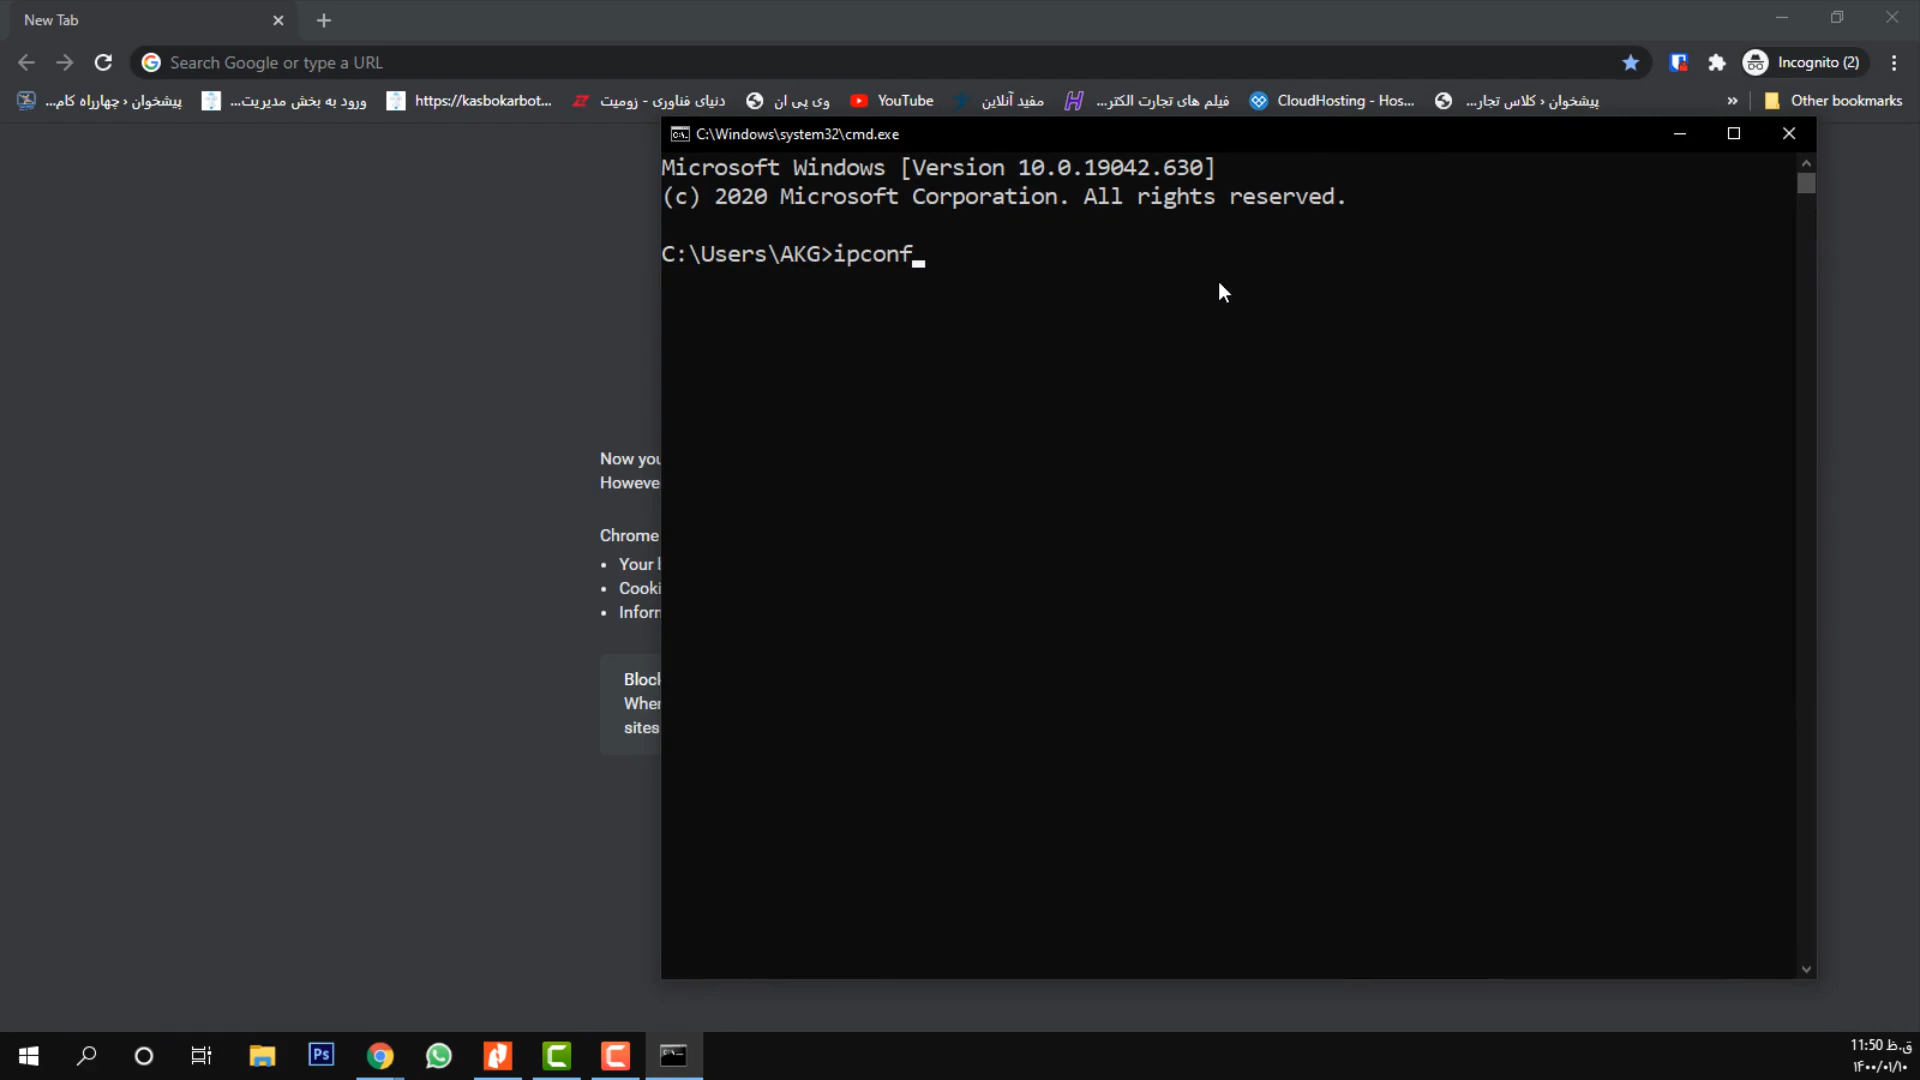 New Tab
Search Google or type a URL
Incognito (2)
پیشخوان ‹ چهارراه کام...
ورود به بخش مدیریت...
https://kasbokarbot...
دنیای فناوری - زومیت
وی پی ان
YouTube
مفید آنلاین
فیلم های تجارت الکتر...
CloudHosting - Hos...
پیشخوان ‹ کلاس تجار...
»
Other bookmarks
C:\Windows\system32\cmd.exe
Microsoft Windows [Version 10.0.19042.630]
(c) 2020 Microsoft Corporation. All rights reserved.
C:\Users\AKG>ipconf_
Now you
Howeve
Chrome
• Your
• Cooki
• Infor
Block
When
sites
Ps
11:50 ق.ظ
۱۴۰۰/۰۱/۱۰